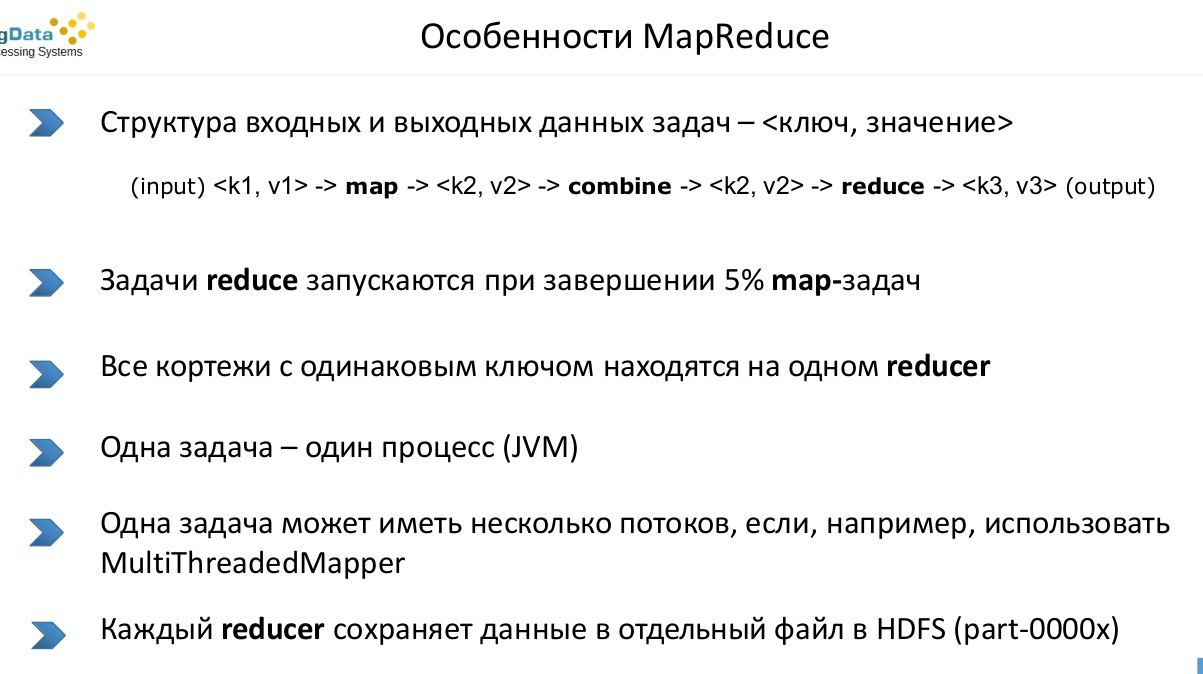 gData
essing Systems
Особенности MapReduce
Структура входных и выходных данных задач – <ключ, значение>
(input) <k1, v1> -> map -> <k2, v2> -> combine -> <k2, v2> -> reduce -> <k3, v3> (output)
Задачи reduce запускаются при завершении 5% map-задач
Все кортежи с одинаковым ключом находятся на одном reducer
Одна задача – один процесс (JVM)
Одна задача может иметь несколько потоков, если, например, использовать
MultiThreadedMapper
Каждый reducer сохраняет данные в отдельный файл в HDFS (part-0000x)